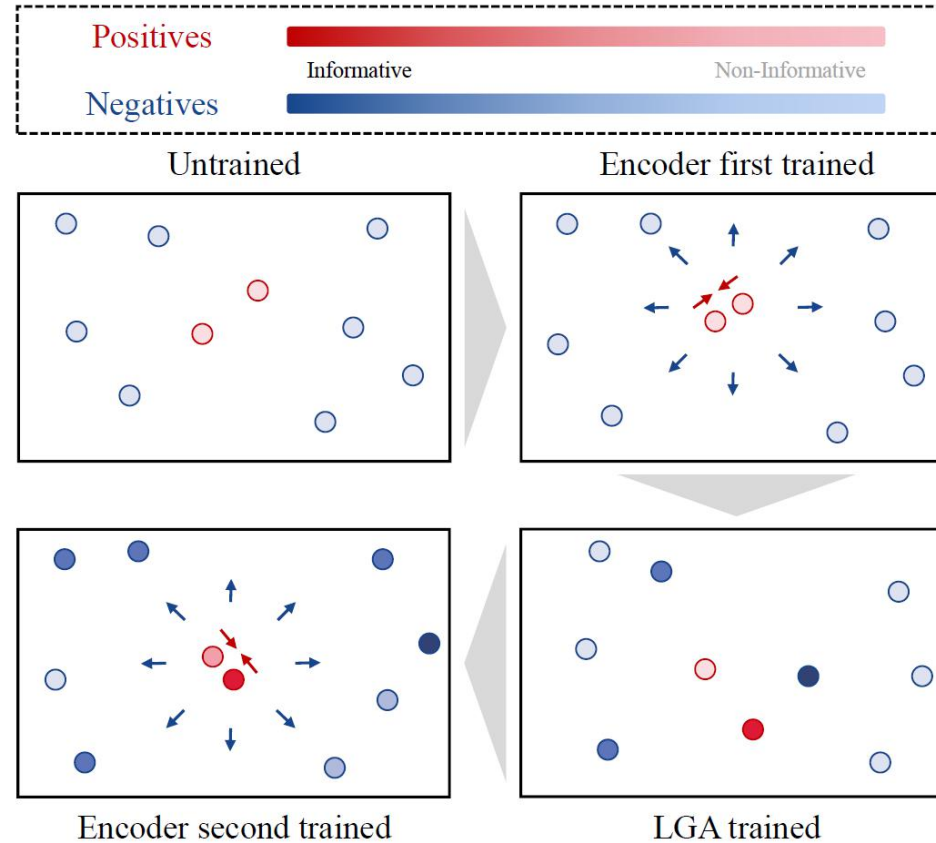 Positives
Informative
Non-Informative
Negatives
Untrained
Encoder first trained
Encoder second trained
LGA trained